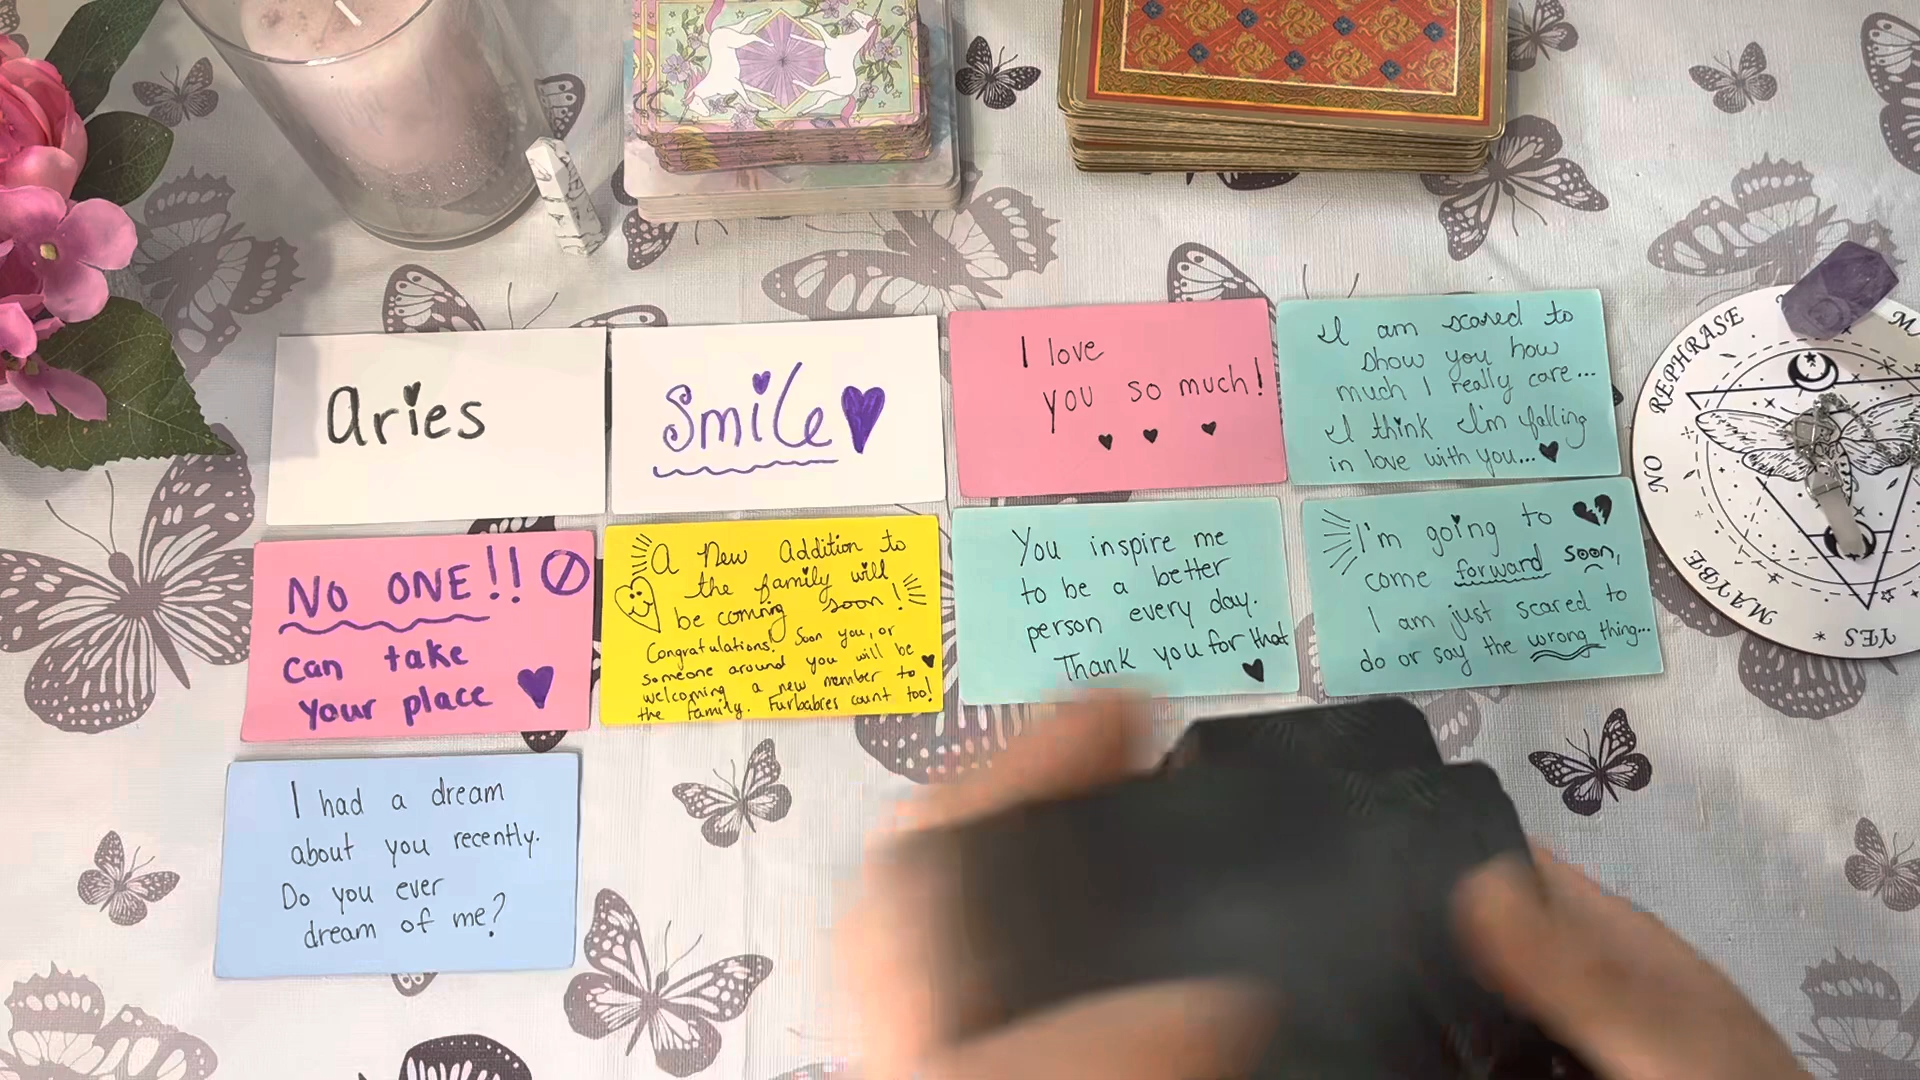 Aries
Smile
I love
you so much!
I am scared to
show you how
much I really care...
I think I'm falling
in love with you...
NO ONE!!
can take
your place
A New Addition to
the family will
be coming soon!
Congratulations! Soon you, or
someone around you will be
welcoming a new member to
the family. Furbabies count too!
You inspire me
to be a better
person every day.
Thank you for that
I'm going to
come forward soon,
I am just scared to
do or say the wrong thing...
I had a dream
about you recently.
Do you ever
dream of me?
REPHRASE
NO
MAYBE
YES